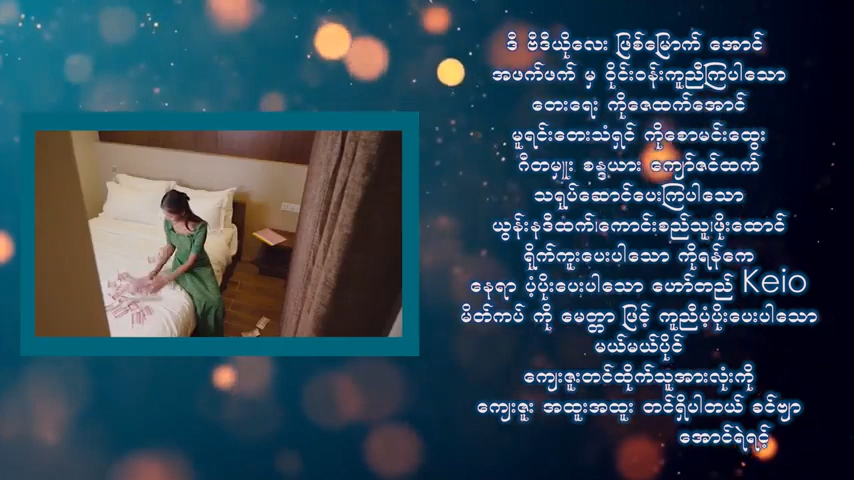 ဒီ ဗီဒီယိုလေး ဖြစ်မြောက် အောင်
အဖက်ဖက် မှ ဝိုင်းဝန်းကူညီကြပါသော
တေးရေး ကိုဇေထက်အောင်
မူရင်းတေးသံရှင် ကိုစောမင်းထွေး
ဂီတမှူး စန္ဒယား ကျော်ဇင်ထက်
သရုပ်ဆောင်ပေးကြပါသော
ယွန်းနဒီထက်၊ကောင်းစည်သူ၊ဖိုးထောင်
ရိုက်ကူးပေးပါသော ကိုရန်ကေ
နေရာ ပံ့ပိုးပေးပါသော ဟော်တည် Keio
မိတ်ကပ် ကို မေတ္တာ ဖြင့် ကူညီပံ့ပိုးပေးပါသော
မယ်မယ်ပိုင်
ကျေးဇူးတင်ထိုက်သူအားလုံးကို
ကျေးဇူး အထူးအထူး တင်ရှိပါတယ် ခင်ဗျာ
အောင်ရဲရင့်